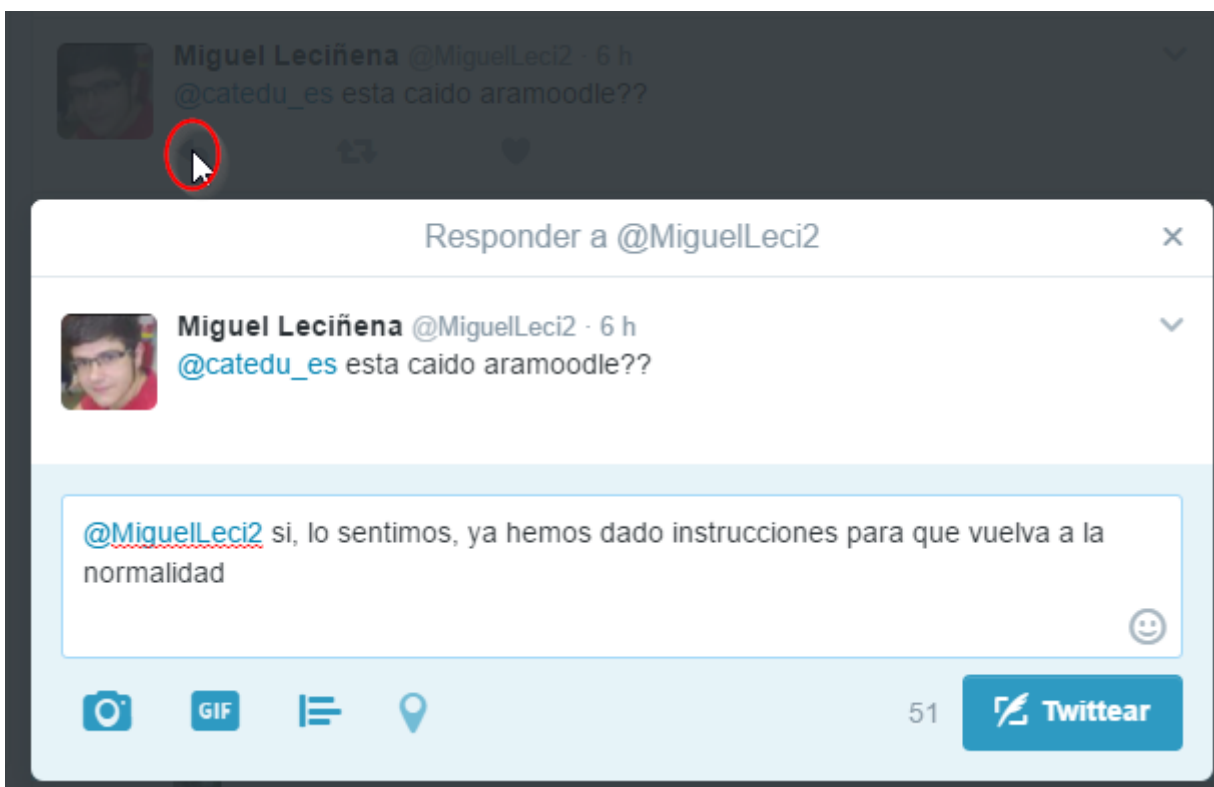 Miguel Leciñena @MiguelLeci2 · 6 h
@catedu_es esta caido aramoodle??
Responder a @MiguelLeci2
Miguel Leciñena @MiguelLeci2 · 6 h
@catedu_es esta caido aramoodle??
@MiguelLeci2 si, lo sentimos, ya hemos dado instrucciones para que vuelva a la
normalidad
GIF
51 Twittear